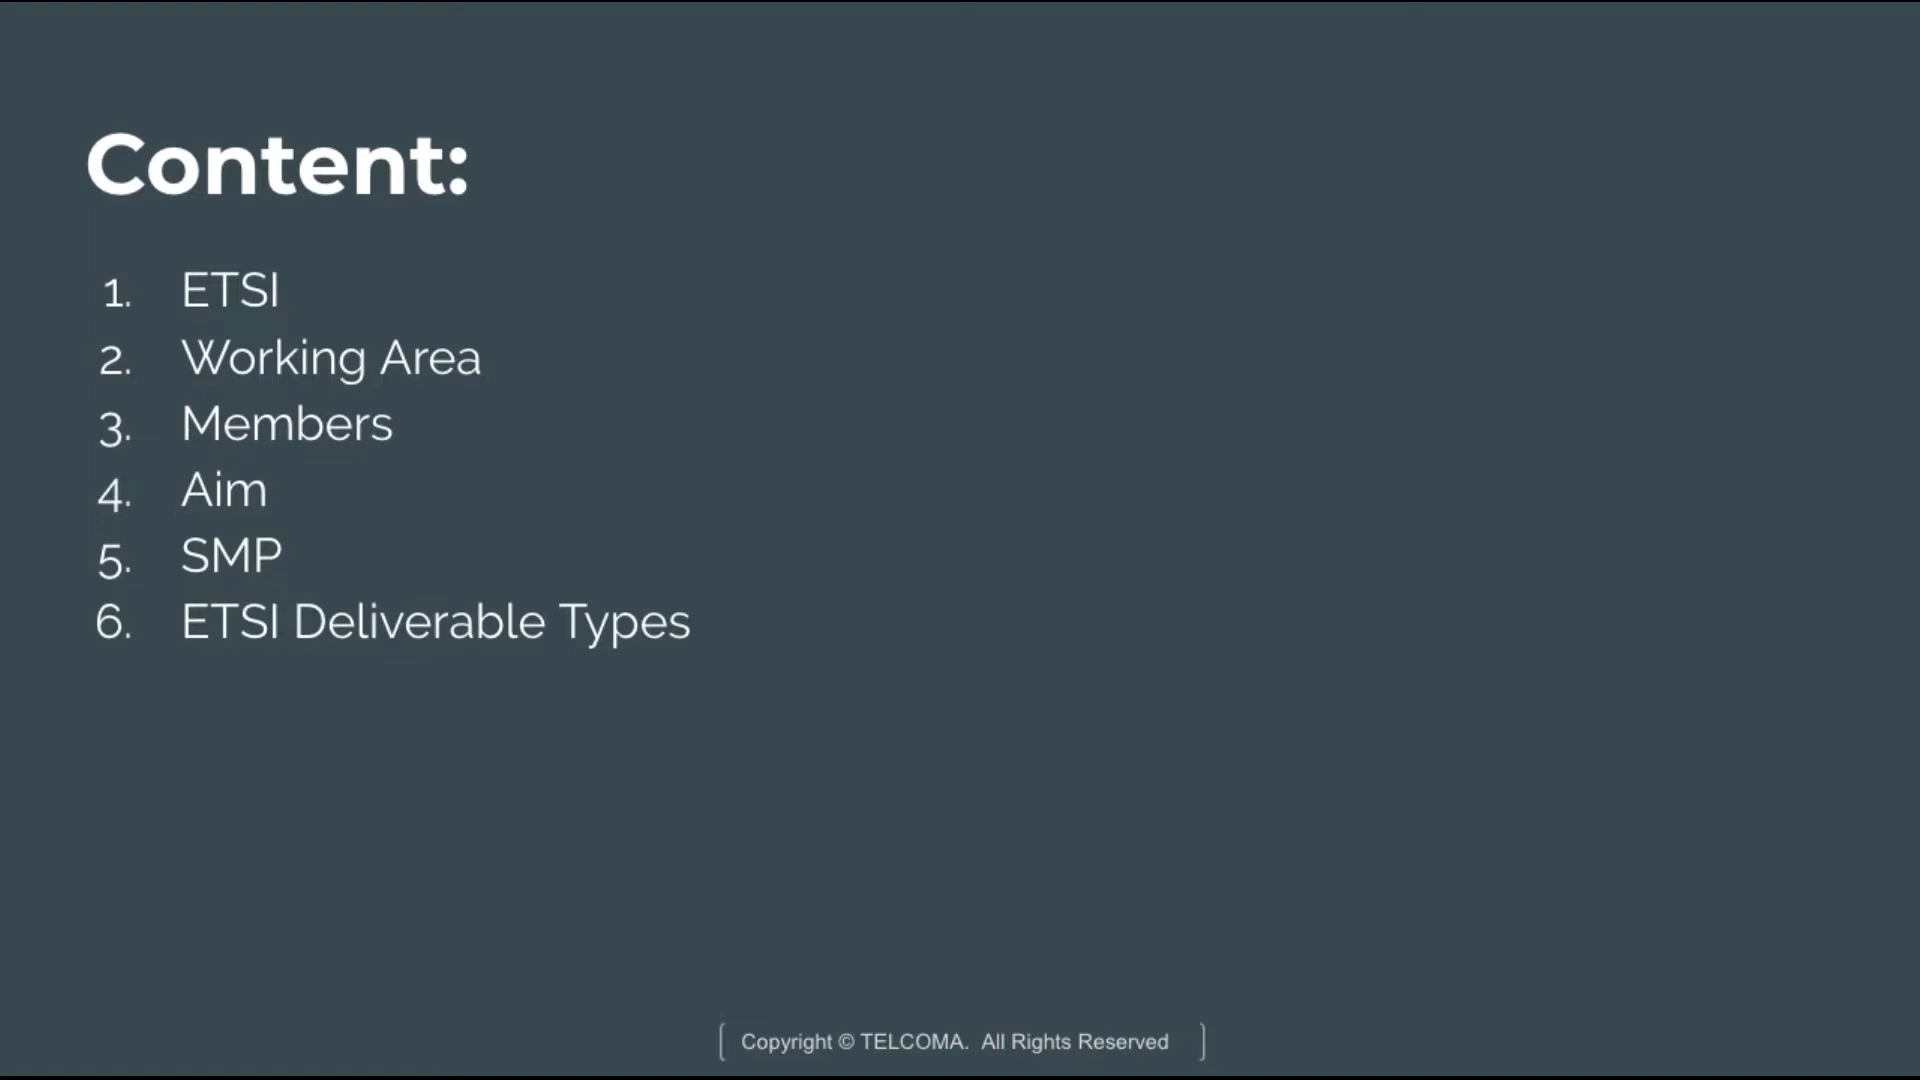 Content:
1. ETSI
2. Working Area
3. Members
4. Aim
5. SMP
6. ETSI Deliverable Types
[ Copyright © TELCOMA. All Rights Reserved ]